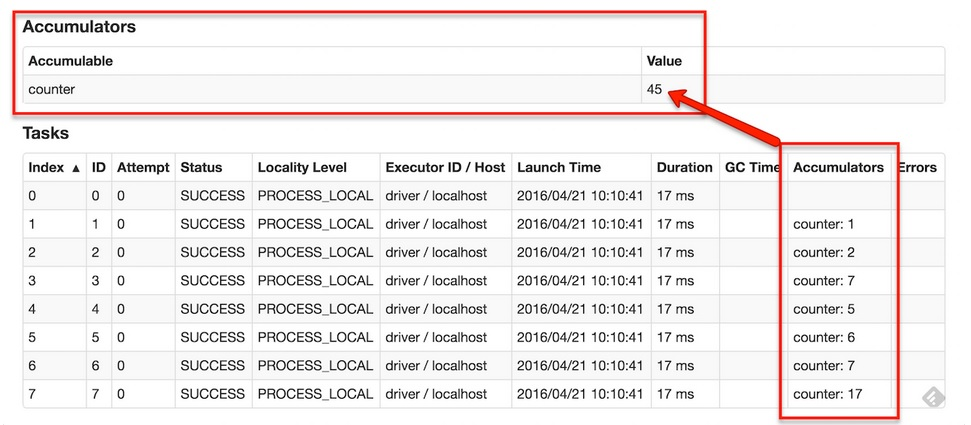 Accumulators
Accumulable Value
counter 45
Tasks
Index ▲ ID Attempt Status Locality Level Executor ID / Host Launch Time Duration GC Time Accumulators Errors
0 0 0 SUCCESS PROCESS_LOCAL driver / localhost 2016/04/21 10:10:41 17 ms
1 1 0 SUCCESS PROCESS_LOCAL driver / localhost 2016/04/21 10:10:41 17 ms counter: 1
2 2 0 SUCCESS PROCESS_LOCAL driver / localhost 2016/04/21 10:10:41 17 ms counter: 2
3 3 0 SUCCESS PROCESS_LOCAL driver / localhost 2016/04/21 10:10:41 17 ms counter: 7
4 4 0 SUCCESS PROCESS_LOCAL driver / localhost 2016/04/21 10:10:41 17 ms counter: 5
5 5 0 SUCCESS PROCESS_LOCAL driver / localhost 2016/04/21 10:10:41 17 ms counter: 6
6 6 0 SUCCESS PROCESS_LOCAL driver / localhost 2016/04/21 10:10:41 17 ms counter: 7
7 7 0 SUCCESS PROCESS_LOCAL driver / localhost 2016/04/21 10:10:41 17 ms counter: 17